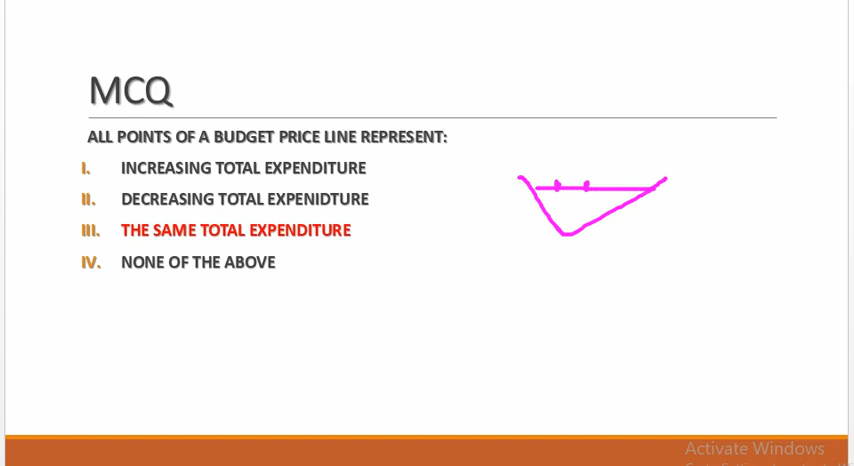 MCQ
ALL POINTS OF A BUDGET PRICE LINE REPRESENT:
I. INCREASING TOTAL EXPENDITURE
II. DECREASING TOTAL EXPENIDTURE
III. THE SAME TOTAL EXPENDITURE
IV. NONE OF THE ABOVE
Activate Windows